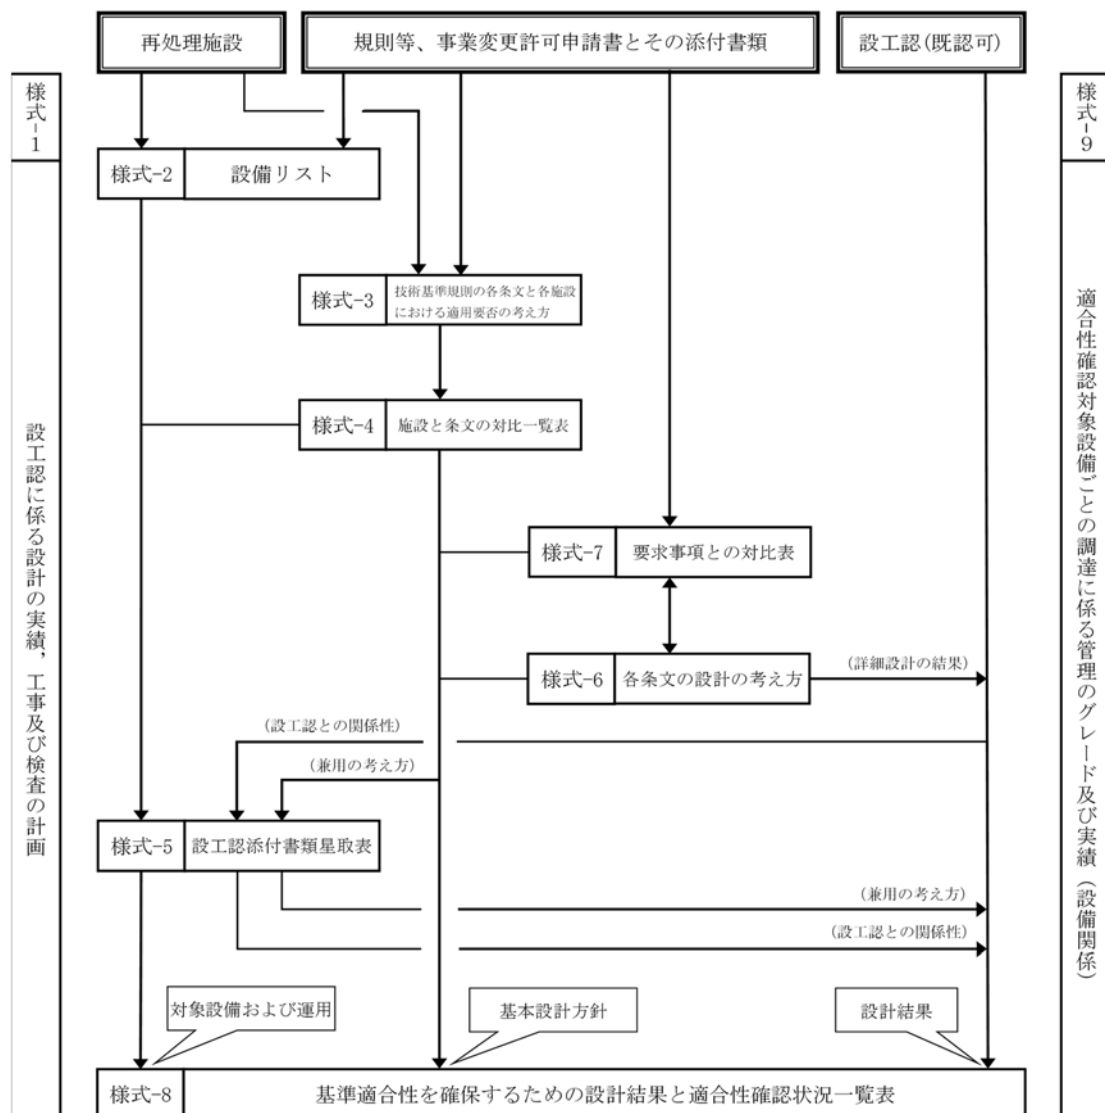 再処理施設
規則等、事業変更許可申請書とその添付書類
設工認(既認可)
様式-1
設工認に係る設計の実績，工事及び検査の計画
様式-9
適合性確認対象設備ごとの調達に係る管理のグレード及び実績（設備関係）
様式-2
設備リスト
様式-3
技術基準規則の各条文と各施設
における適用要否の考え方
様式-4
施設と条文の対比一覧表
様式-7
要求事項との対比表
様式-6
各条文の設計の考え方
(詳細設計の結果)
(設工認との関係性)
(兼用の考え方)
様式-5
設工認添付書類星取表
(兼用の考え方)
(設工認との関係性)
対象設備および運用
基本設計方針
設計結果
様式-8
基準適合性を確保するための設計結果と適合性確認状況一覧表